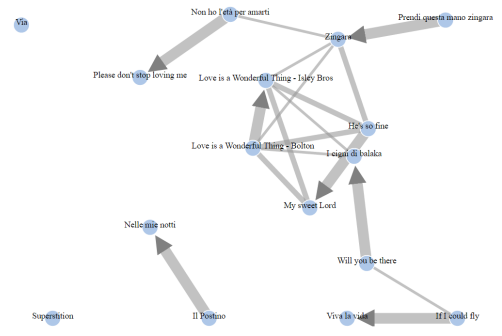 Non ho l'età per amarti
Prendi questa mano zingara
Via
Zingara
Please don't stop loving me
Love is a Wonderful Thing - Isley Bros
He's so fine
Love is a Wonderful Thing - Bolton
I cigni di balaka
My sweet Lord
Nelle mie notti
Will you be there
Superstition
Il Postino
Viva la vida
If I could fly